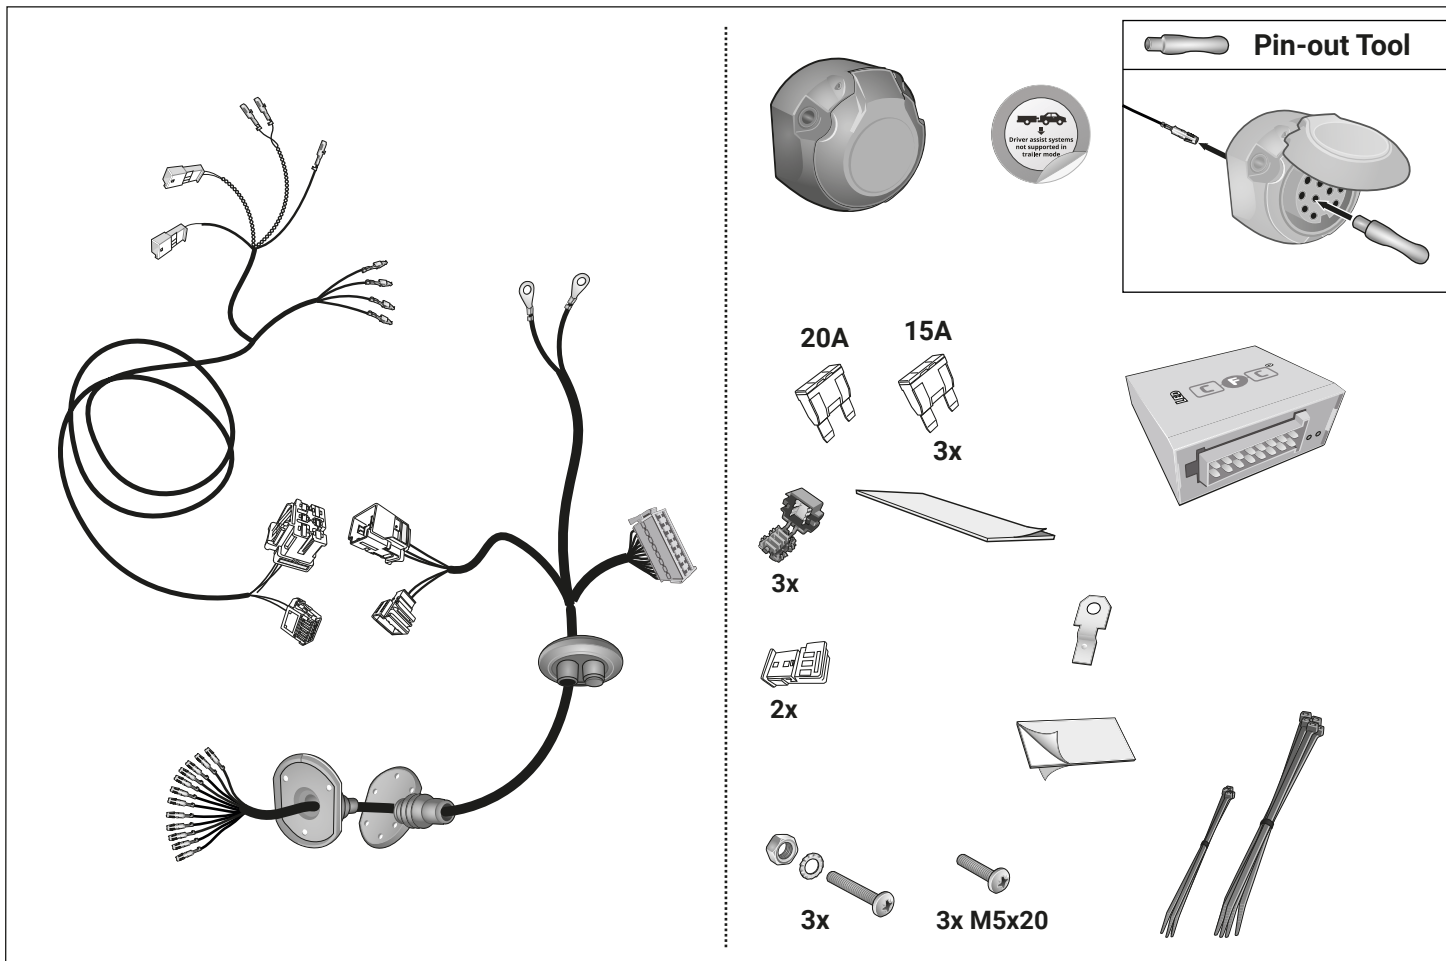 Pin-out Tool
Driver assist systems
not supported in
trailer mode
20A
15A
3x
CFC
3x
2x
3x
3x M5x20